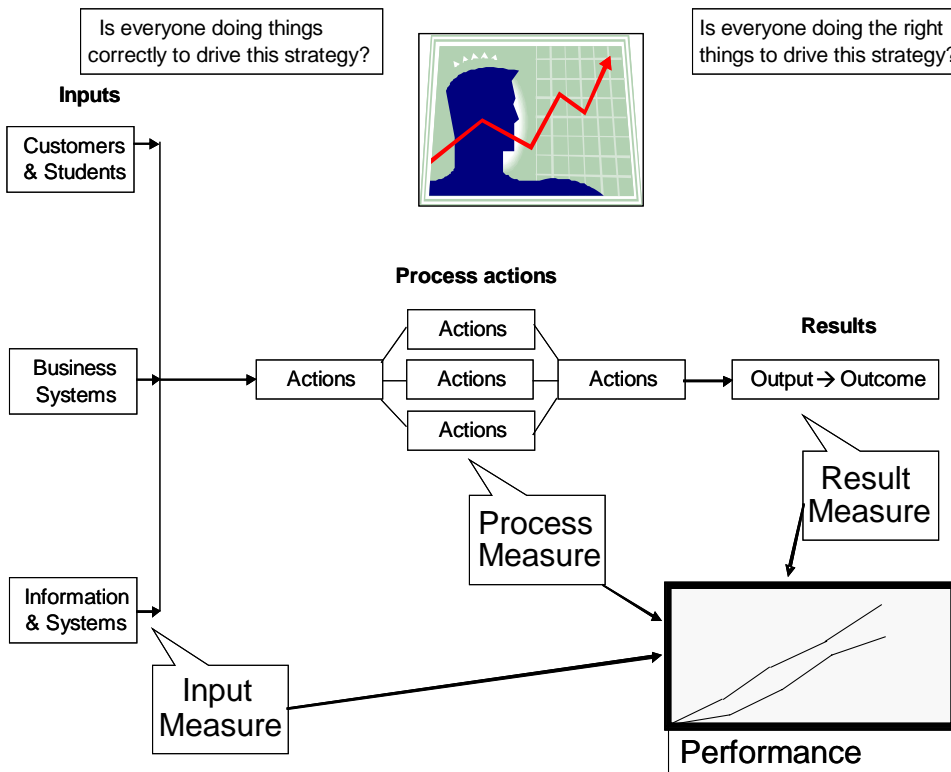 Is everyone doing things
correctly to drive this strategy?
Is everyone doing the right
things to drive this strategy?
Inputs
Customers
& Students
Process actions
Actions
Results
Business
Systems
Actions
Actions
Actions
Output → Outcome
Actions
Process
Measure
Result
Measure
Information
& Systems
Input
Measure
Performance